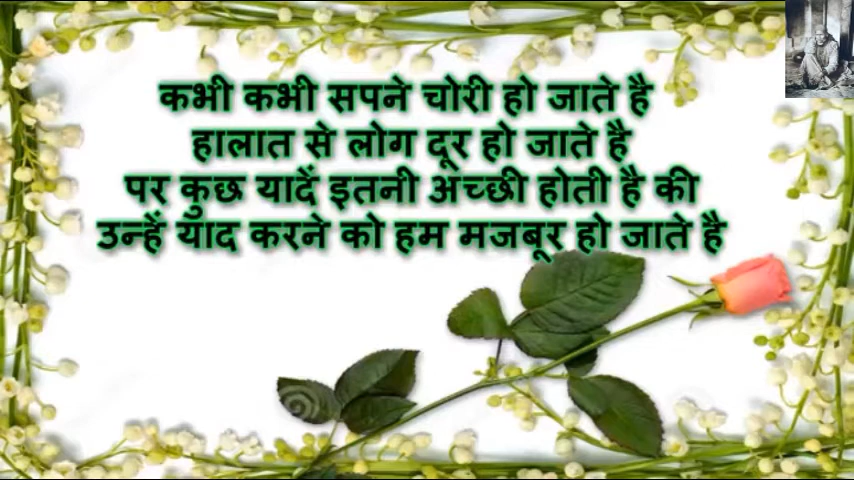 कभी कभी सपने चोरी हो जाते है
हालात से लोग दूर हो जाते है
पर कुछ यादें इतनी अच्छी होती है की
उन्हें याद करने को हम मजबूर हो जाते है